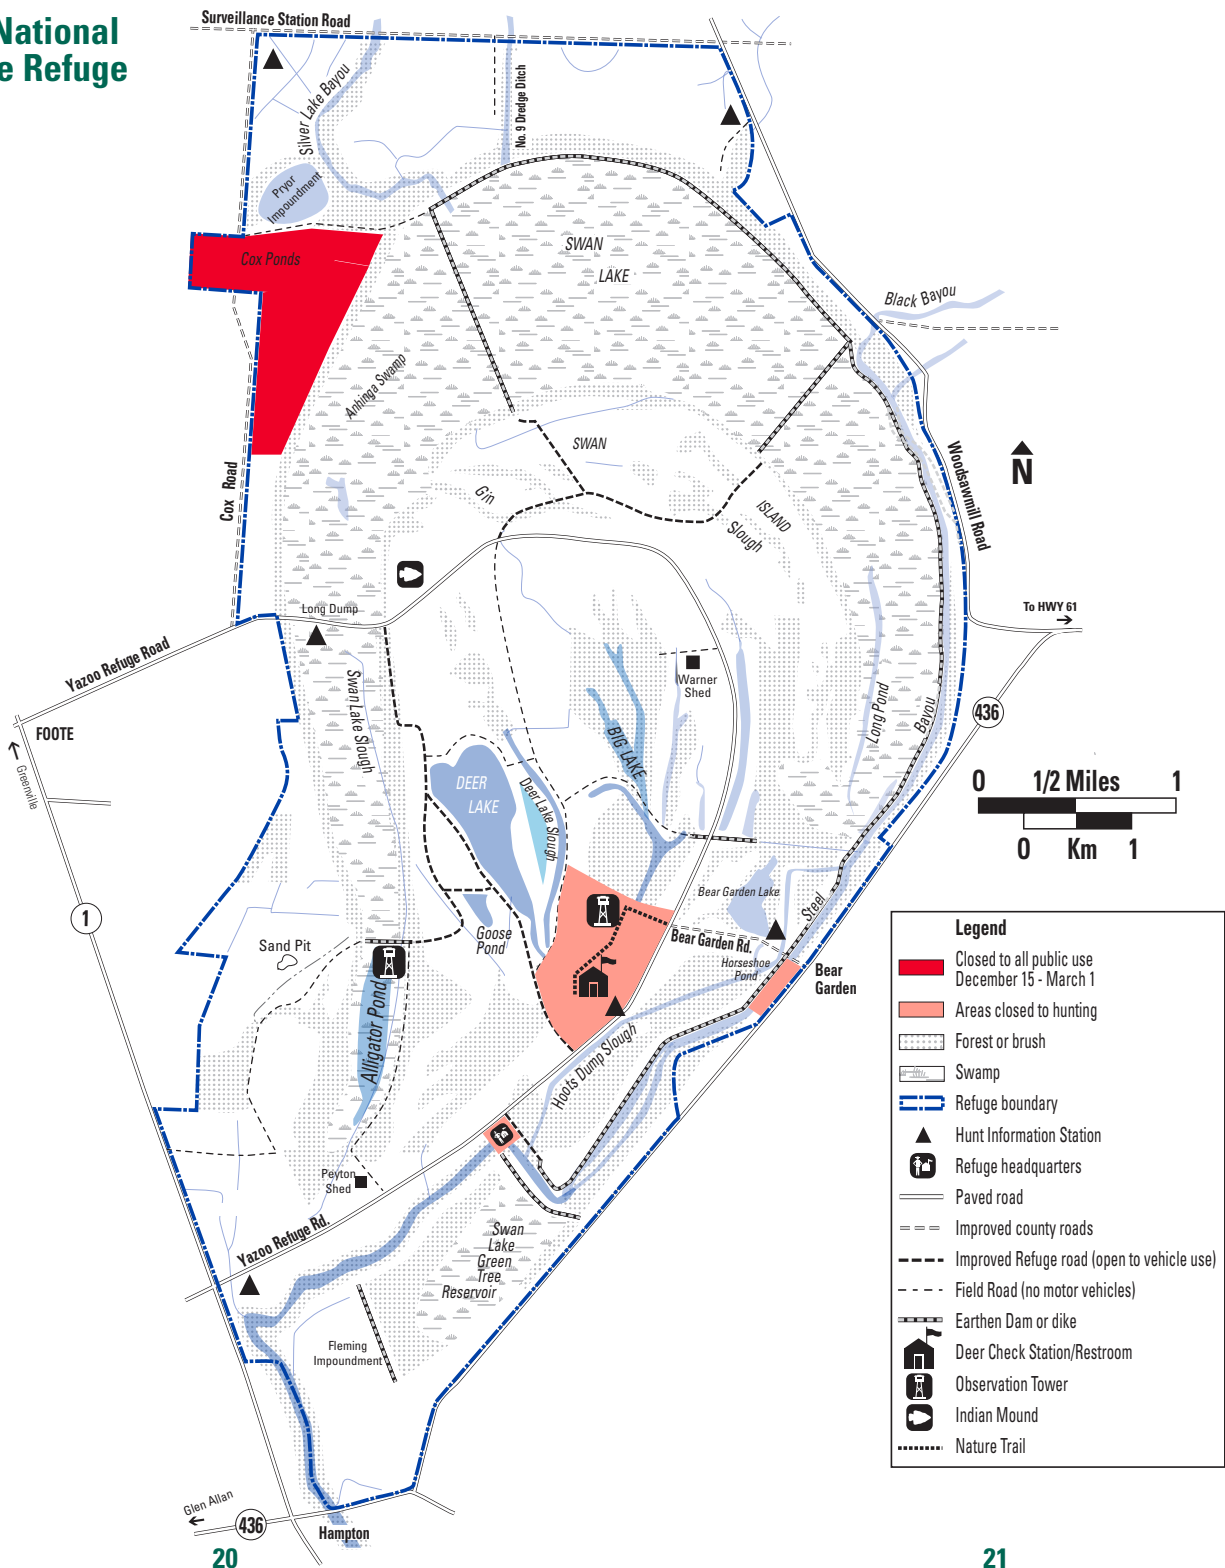 National
e Refuge
Surveillance Station Road
Silver Lake Bayou
No. 9 Dredge Ditch
Pryor
Impoundment
Cox Ponds
SWAN
LAKE
Black Bayou
Anhinga Swamp
SWAN
Cox Road
Gin
ISLAND
Slough
Woodsawmill Road
N
Long Dump
To HWY 61
Yazoo Refuge Road
Warner
Shed
Swan Lake Slough
Long Pond
Bayou
436
FOOTE
Greenville
BIG LAKE
DEER
LAKE
Deer Lake Slough
0 1/2 Miles 1
0 Km 1
Bear Garden Lake
Steel
1
Goose
Pond
Sand Pit
Bear Garden Rd.
Horseshoe
Pond
Bear
Garden
Alligator Pond
Hoots Dump Slough
Peyton
Shed
Yazoo Refuge Rd.
Swan
Lake
Green
Tree
Reservoir
Fleming
Impoundment
Glen Allan
436
Hampton
Legend
Closed to all public use
December 15 - March 1
Areas closed to hunting
Forest or brush
Swamp
Refuge boundary
Hunt Information Station
Refuge headquarters
Paved road
Improved county roads
Improved Refuge road (open to vehicle use)
Field Road (no motor vehicles)
Earthen Dam or dike
Deer Check Station/Restroom
Observation Tower
Indian Mound
Nature Trail
20
21